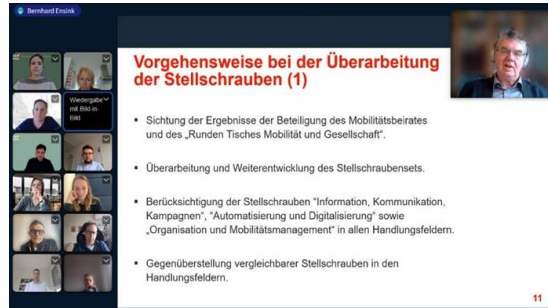 Bernhard Ensink
Wiedergabe
mit Bild-in-
Bild
Vorgehensweise bei der Überarbeitung
der Stellschrauben (1)
▪ Sichtung der Ergebnisse der Beteiligung des Mobilitätsbeirates
und des „Runden Tisches Mobilität und Gesellschaft“.
▪ Überarbeitung und Weiterentwicklung des Stellschraubensets.
▪ Berücksichtigung der Stellschrauben “Information, Kommunikation,
Kampagnen“, “Automatisierung und Digitalisierung“ sowie
„Organisation und Mobilitätsmanagement“ in allen Handlungsfeldern.
▪ Gegenüberstellung vergleichbarer Stellschrauben in den
Handlungsfeldern.
11